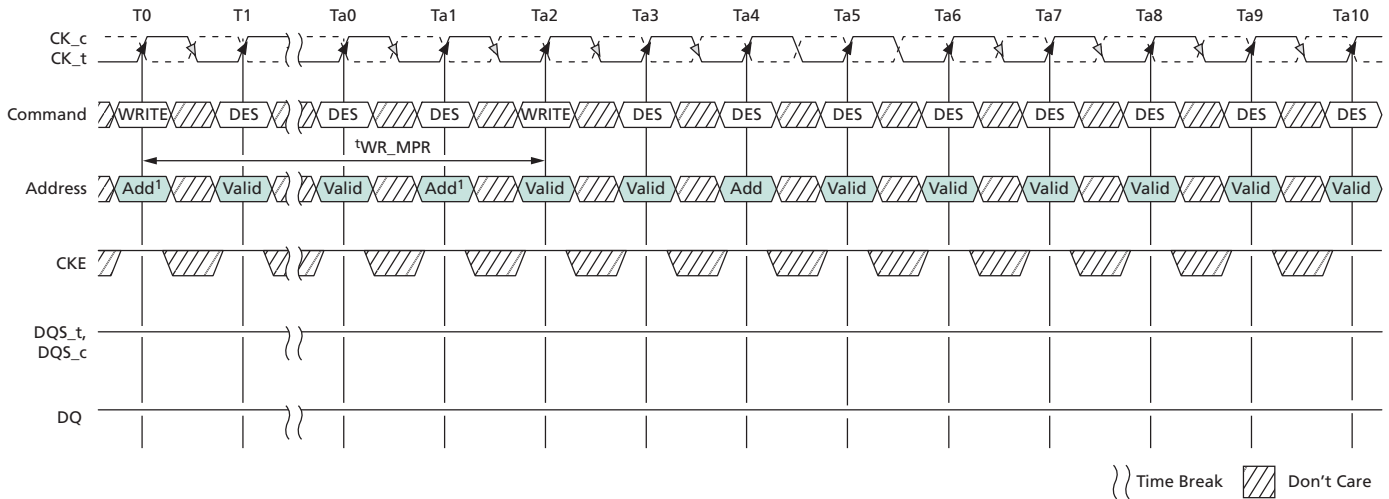 T0 T1 Ta0 Ta1 Ta2 Ta3 Ta4 Ta5 Ta6 Ta7 Ta8 Ta9 Ta10
CK_c
CK_t
Command WRITE DES DES DES WRITE DES DES DES DES DES DES DES DES
tWR_MPR
Address Add1 Valid Valid Add1 Valid Valid Add Valid Valid Valid Valid Valid Valid
CKE
DQS_t,
DQS_c
DQ
Time Break Don't Care